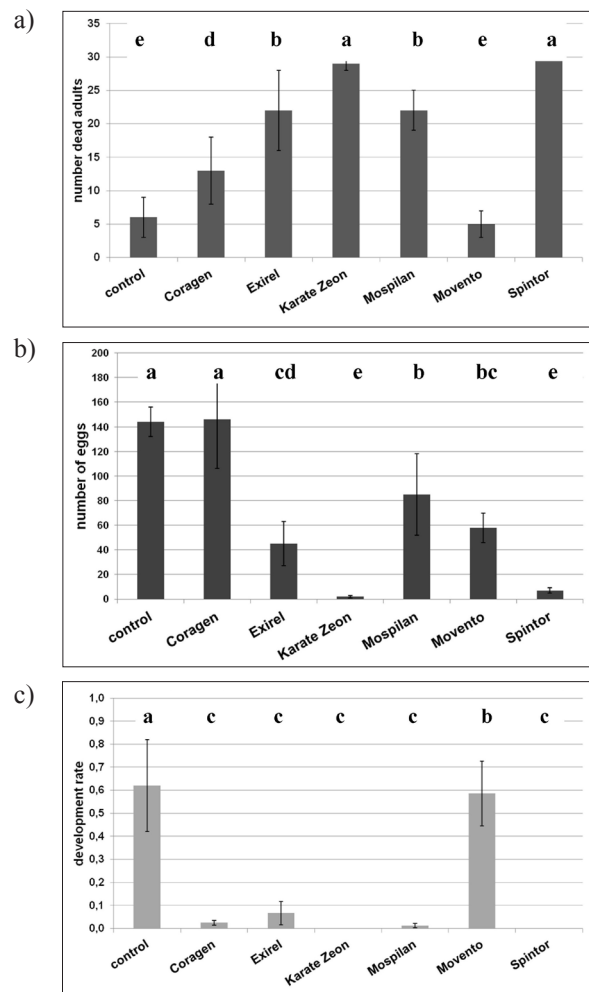 a)
35
30
25
20
15
10
5
0
number dead adults
e d b a b e a
control Coragen Exirel Karate Zeon Mospilan Movento Spintor
b)
200
180
160
140
120
100
80
60
40
20
0
number of eggs
a a cd e b bc e
control Coragen Exirel Karate Zeon Mospilan Movento Spintor
c)
1,0
0,9
0,8
0,7
0,6
0,5
0,4
0,3
0,2
0,1
0,0
development rate
a c c c c b c
control Coragen Exirel Karate Zeon Mospilan Movento Spintor